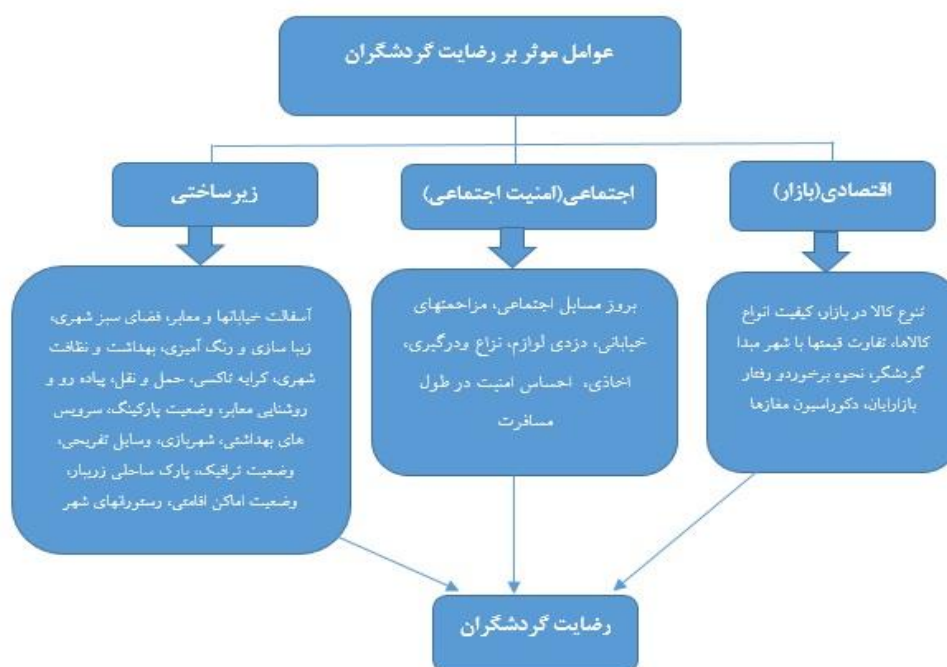 عوامل موثر بر رضایت گردشگران
اقتصادی(بازار)
اجتماعی(امنیت اجتماعی)
زیرساختی
تنوع کالا در بازار، کیفیت انواع
کالاها، تفاوت قیمتها با شهر مبدا
گردشگر، نحوه برخوردو رفتار
بازارایان، دکوراسیون مغازها
بروز مسایل اجتماعی، مزاحمتهای
خیابانی، دزدی لوازم، نزاع ودرگیری،
اخاذی، احساس امنیت در طول
مسافرت
آسفالت خیابانها و معابر، فضای سبز شهری،
زیبا سازی و رنگ آمیزی، بهداشت و نظافت
شهری، کرایه تاکسی، حمل و نقل، پیاده رو و
روشنایی معابر، وضعیت پارکینگ، سرویس
های بهداشتی، شهربازی، وسایل تفریحی،
وضعیت ترافیک، پارک ساحلی زریبار،
وضعیت اماکن اقامتی، رستورانهای شهر
رضایت گردشگران